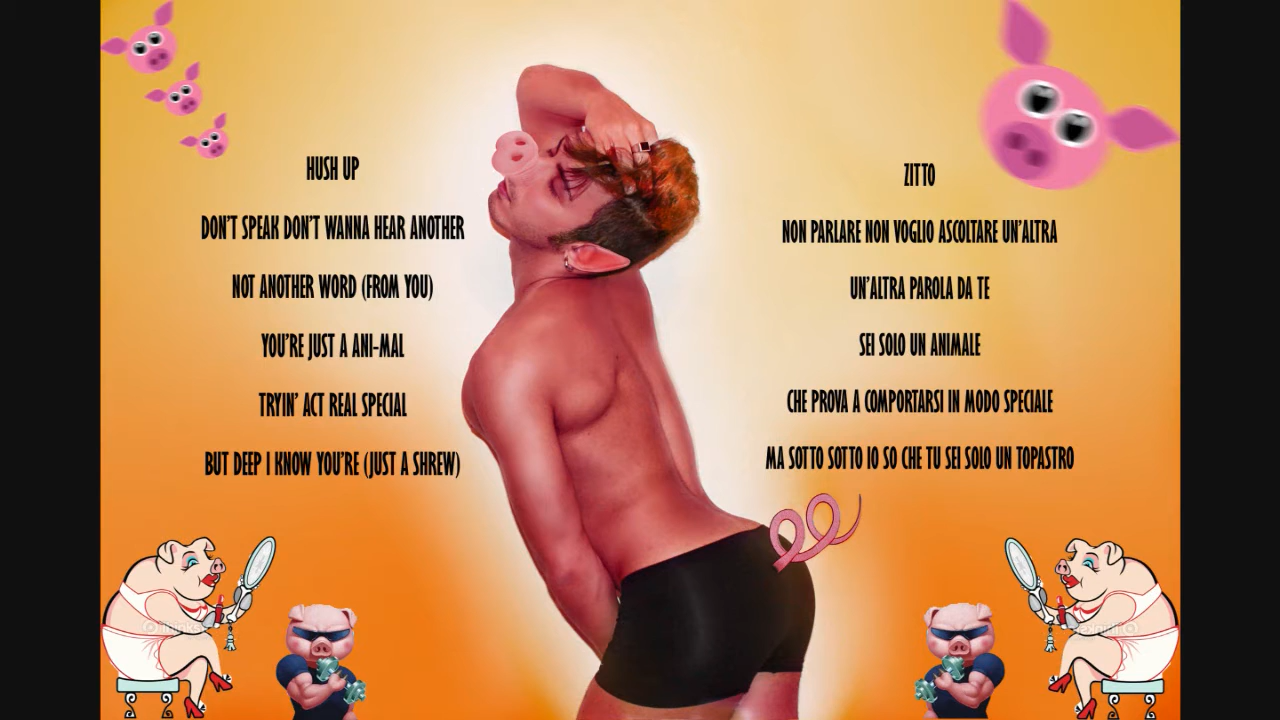 HUSH UP
DON'T SPEAK DON'T WANNA HEAR ANOTHER
NOT ANOTHER WORD (FROM YOU)
YOU'RE JUST A ANI-MAL
TRYIN' ACT REAL SPECIAL
BUT DEEP I KNOW YOU'RE (JUST A SHREW)
ZITTO
NON PARLARE NON VOGLIO ASCOLTARE UN'ALTRA
UN'ALTRA PAROLA DA TE
SEI SOLO UN ANIMALE
CHE PROVA A COMPORTARSI IN MODO SPECIALE
MA SOTTO SOTTO IO SO CHE TU SEI SOLO UN TOPASTRO